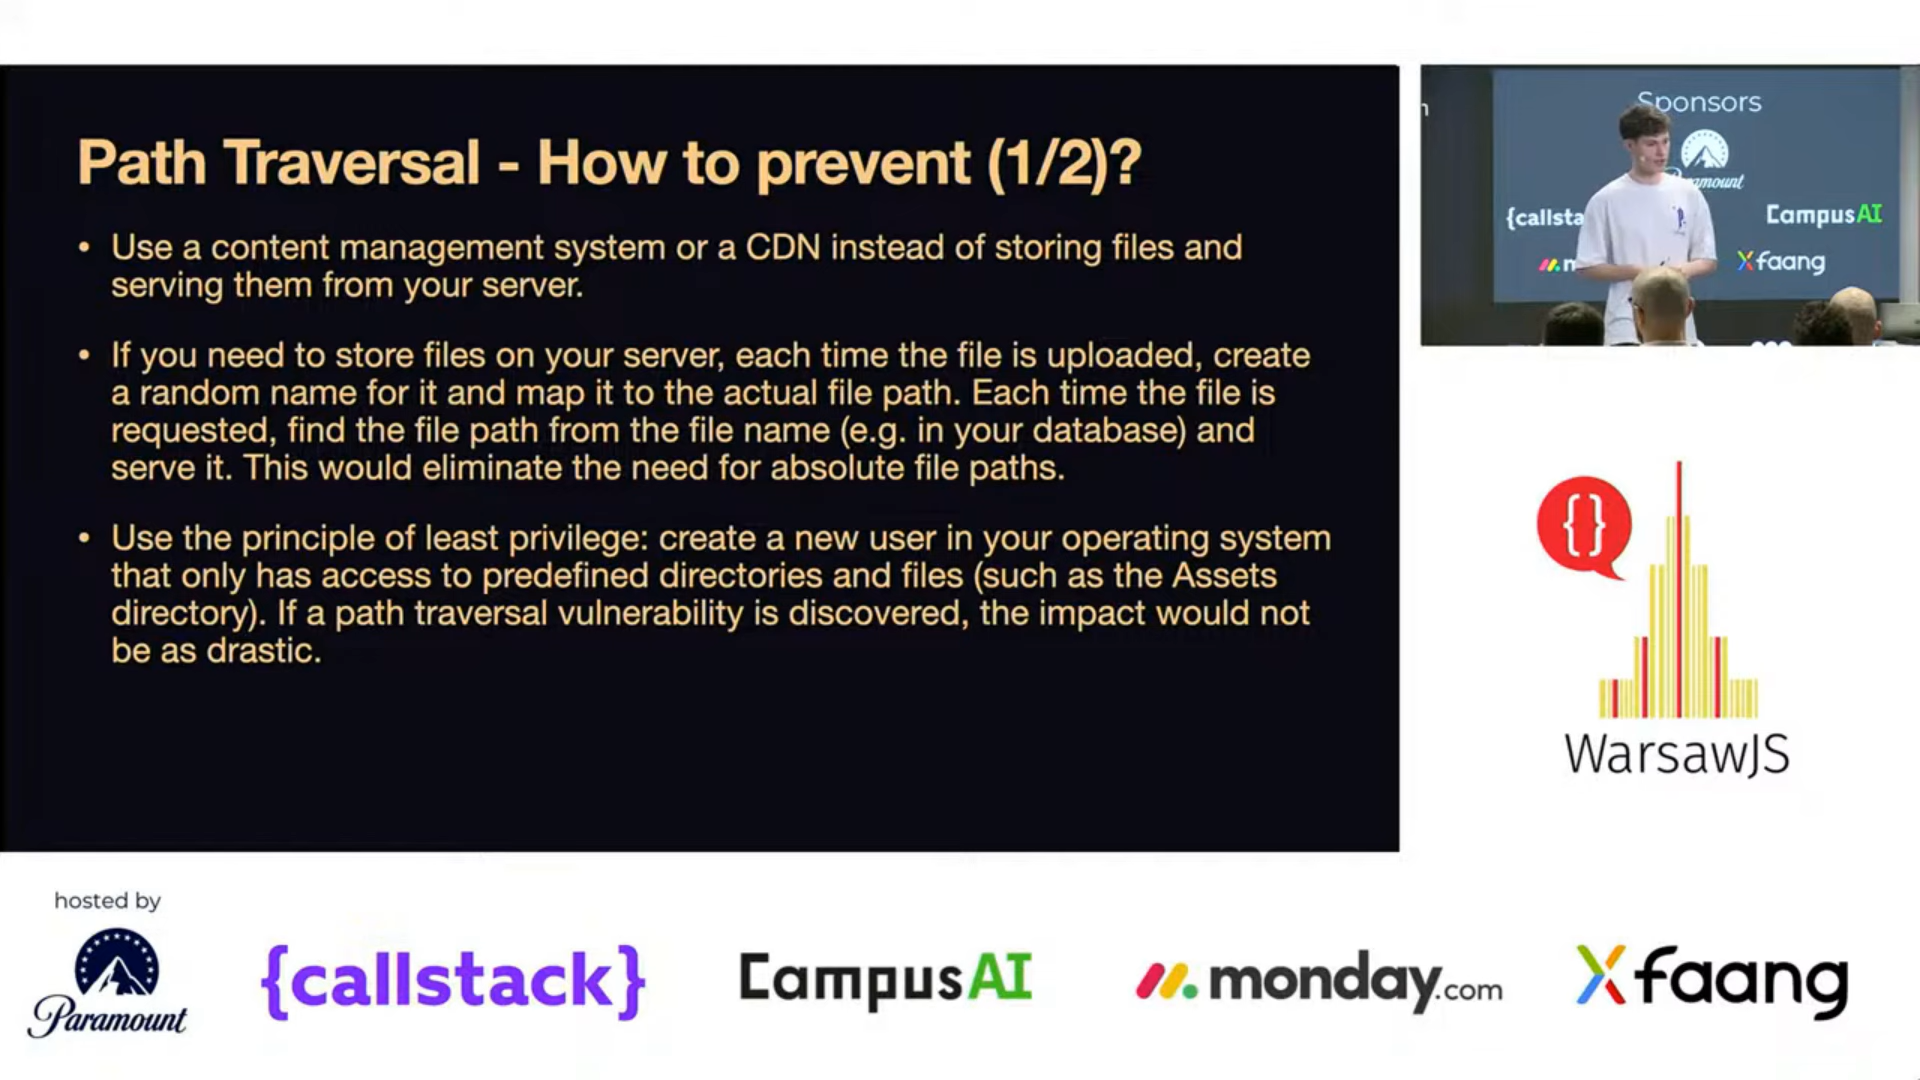 Path Traversal - How to prevent (1/2)?
• Use a content management system or a CDN instead of storing files and
serving them from your server.
• If you need to store files on your server, each time the file is uploaded, create
a random name for it and map it to the actual file path. Each time the file is
requested, find the file path from the file name (e.g. in your database) and
serve it. This would eliminate the need for absolute file paths.
• Use the principle of least privilege: create a new user in your operating system
that only has access to predefined directories and files (such as the Assets
directory). If a path traversal vulnerability is discovered, the impact would not
be as drastic.
Sponsors
{callsta
CampusAI
m
Xfaang
{}
WarsawJS
hosted by
Paramount
{callstack}
CampusAI
monday.com
Xfaang